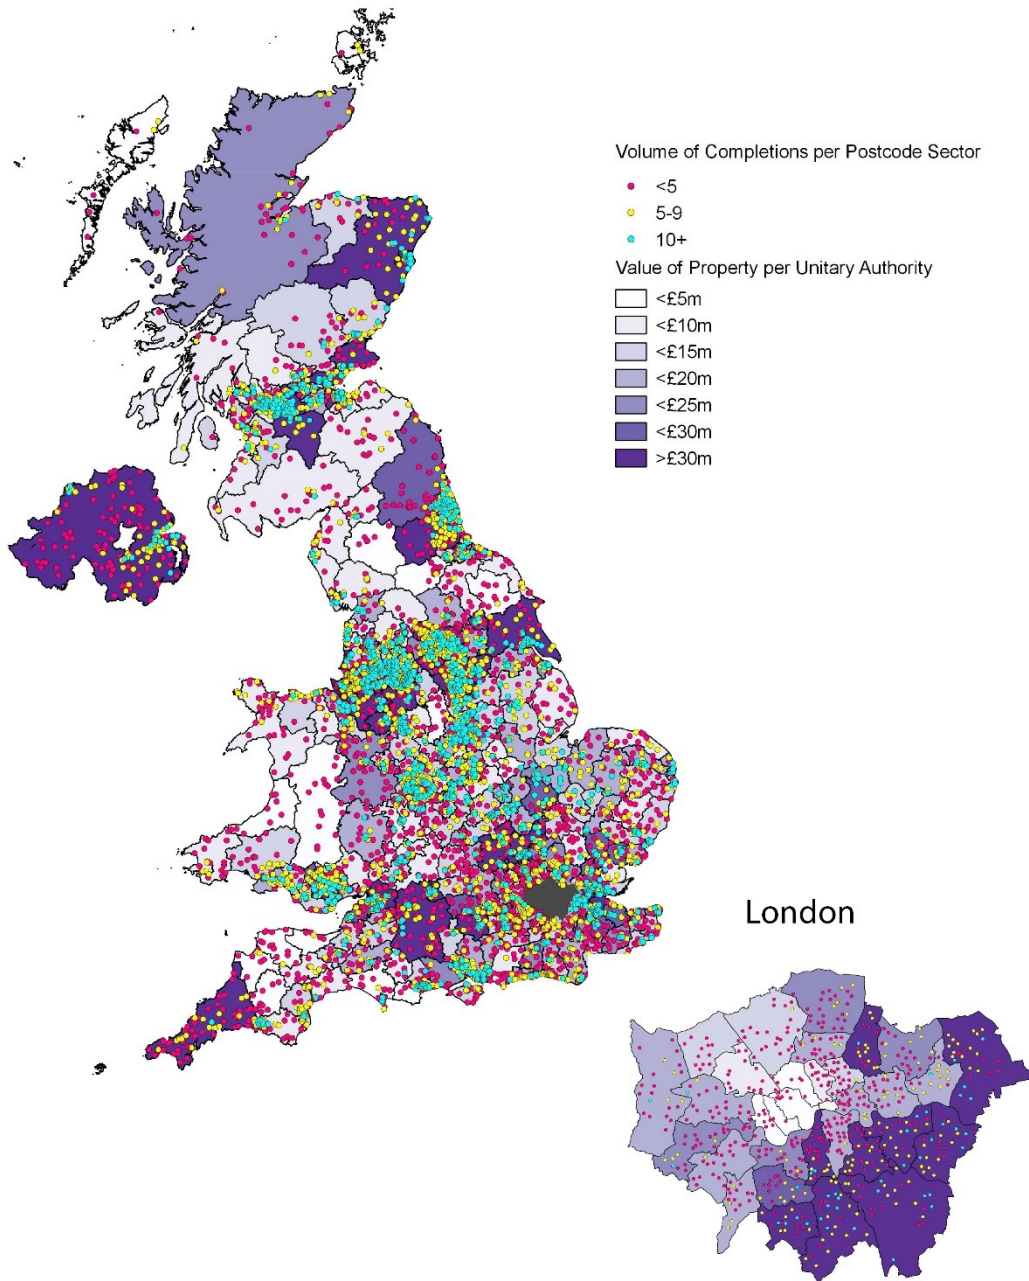 Volume of Completions per Postcode Sector
<5
5-9
10+
Value of Property per Unitary Authority
<£5m
<£10m
<£15m
<£20m
<£25m
<£30m
>£30m
London